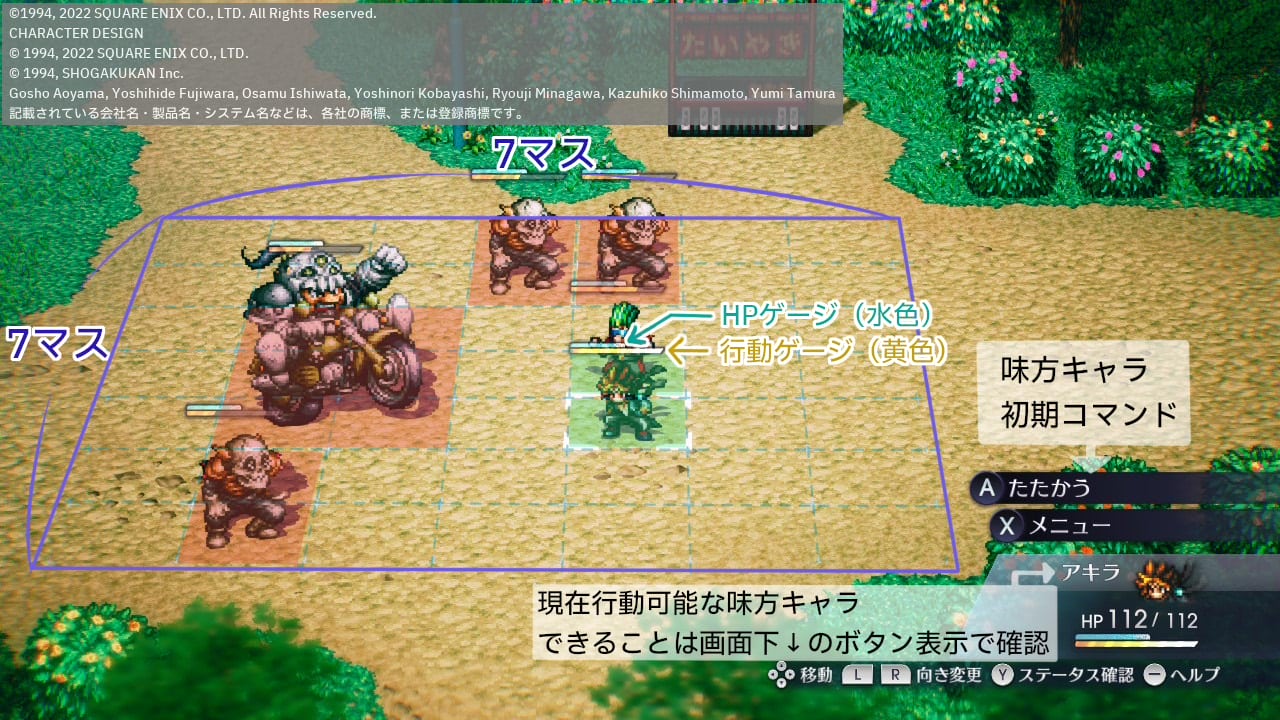 ©1994, 2022 SQUARE ENIX CO., LTD. All Rights Reserved.
CHARACTER DESIGN
© 1994, 2022 SQUARE ENIX CO., LTD.
© 1994, SHOGAKUKAN Inc.
Gosho Aoyama, Yoshihide Fujiwara, Osamu Ishiwata, Yoshinori Kobayashi, Ryouji Minagawa, Kazuhiko Shimamoto, Yumi Tamura
記載されている会社名・製品名・システム名などは、各社の商標、または登録商標です。
たいやき
7マス
7マス
HPゲージ（水色）
行動ゲージ（黄色）
味方キャラ
初期コマンド
A たたかう
X メニュー
アキラ
HP 112/ 112
現在行動可能な味方キャラ
できることは画面下↓のボタン表示で確認
移動 L R 向き変更 Y ステータス確認 ヘルプ